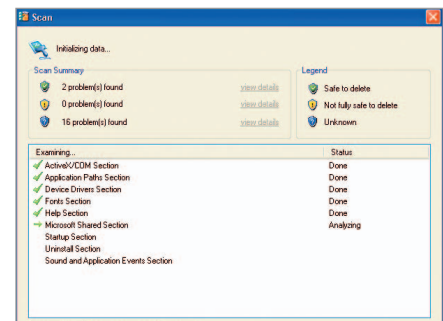 Scan
Initializing data...
Scan Summary
2 problem(s) found view details
0 problem(s) found view details
16 problem(s) found view details
Legend
Safe to delete
Not fully safe to delete
Unknown
Examining... Status
ActiveX/COM Section Done
Application Paths Section Done
Device Drivers Section Done
Fonts Section Done
Help Section Done
Microsoft Shared Section Analyzing
Startup Section
Uninstall Section
Sound and Application Events Section